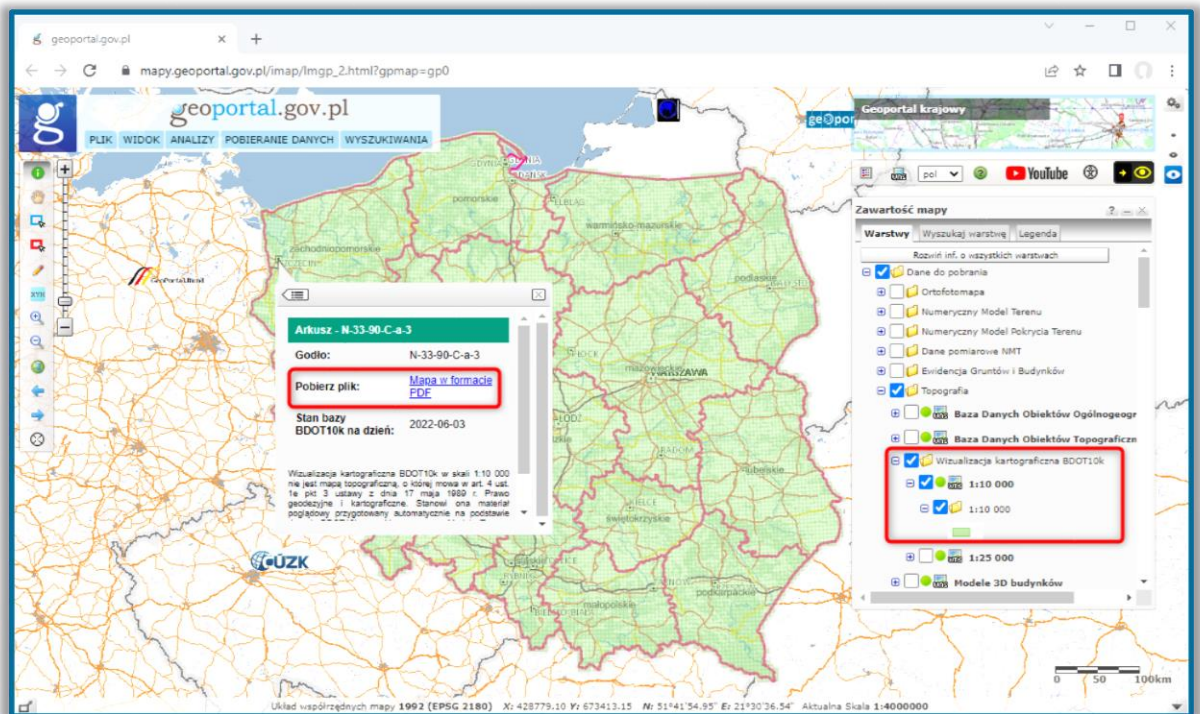 geoportal.gov.pl
mapy.geoportal.gov.pl/imap/Imgp_2.html?gpmap=gp0
geoportal.gov.pl
PLIK WIDOK ANALIZY POBIERANIE DANYCH WYSZUKIWANIA
Geoportal krajowy
pol
YouTube
Zawartość mapy
Warstwy Wyszukaj warstwę Legenda
Rozwiń inf. o wszystkich warstwach
Dane do pobrania
Ortofotomapa
Numeryczny Model Terenu
Numeryczny Model Pokrycia Terenu
Dane pomiarowe NMT
Ewidencja Gruntów i Budynków
Topografia
Baza Danych Obiektów Ogólnogeogr
Baza Danych Obiektów Topograficzn
Wizualizacja kartograficzna BDOT10k
1:10 000
1:10 000
1:25 000
Modele 3D budynków
pomorskie
ELBLĄG
warmińsko-mazurskie
zachodniopomorskie
SZCZECIN
podlaskie
GeoPortal.Bund
PŁOCK
mazowieckie
WARSZAWA
ŁÓDŹ
RADOM
lubelskie
KIELCE
świętokrzyskie
ČÚZK
RYBNIK
małopolskie
podkarpackie
Arkusz - N-33-90-C-a-3
Godło: N-33-90-C-a-3
Pobierz plik: Mapa w formacie
PDF
Stan bazy
BDOT10k na dzień: 2022-06-03
Wizualizacja kartograficzna BDOT10k w skali 1:10 000
nie jest mapą topograficzną, o której mowa w art. 4 ust.
1e pkt 3 ustawy z dnia 17 maja 1989 r. Prawo
geodezyjne i kartograficzne. Stanowi ona materiał
poglądowy przygotowany automatycznie na podstawie
0 50 100km
Układ współrzędnych mapy 1992 (EPSG 2180) X: 428779.10 Y: 673413.15 N: 51°41'54.95" E: 21°30'36.54" Aktualna Skala 1:4000000